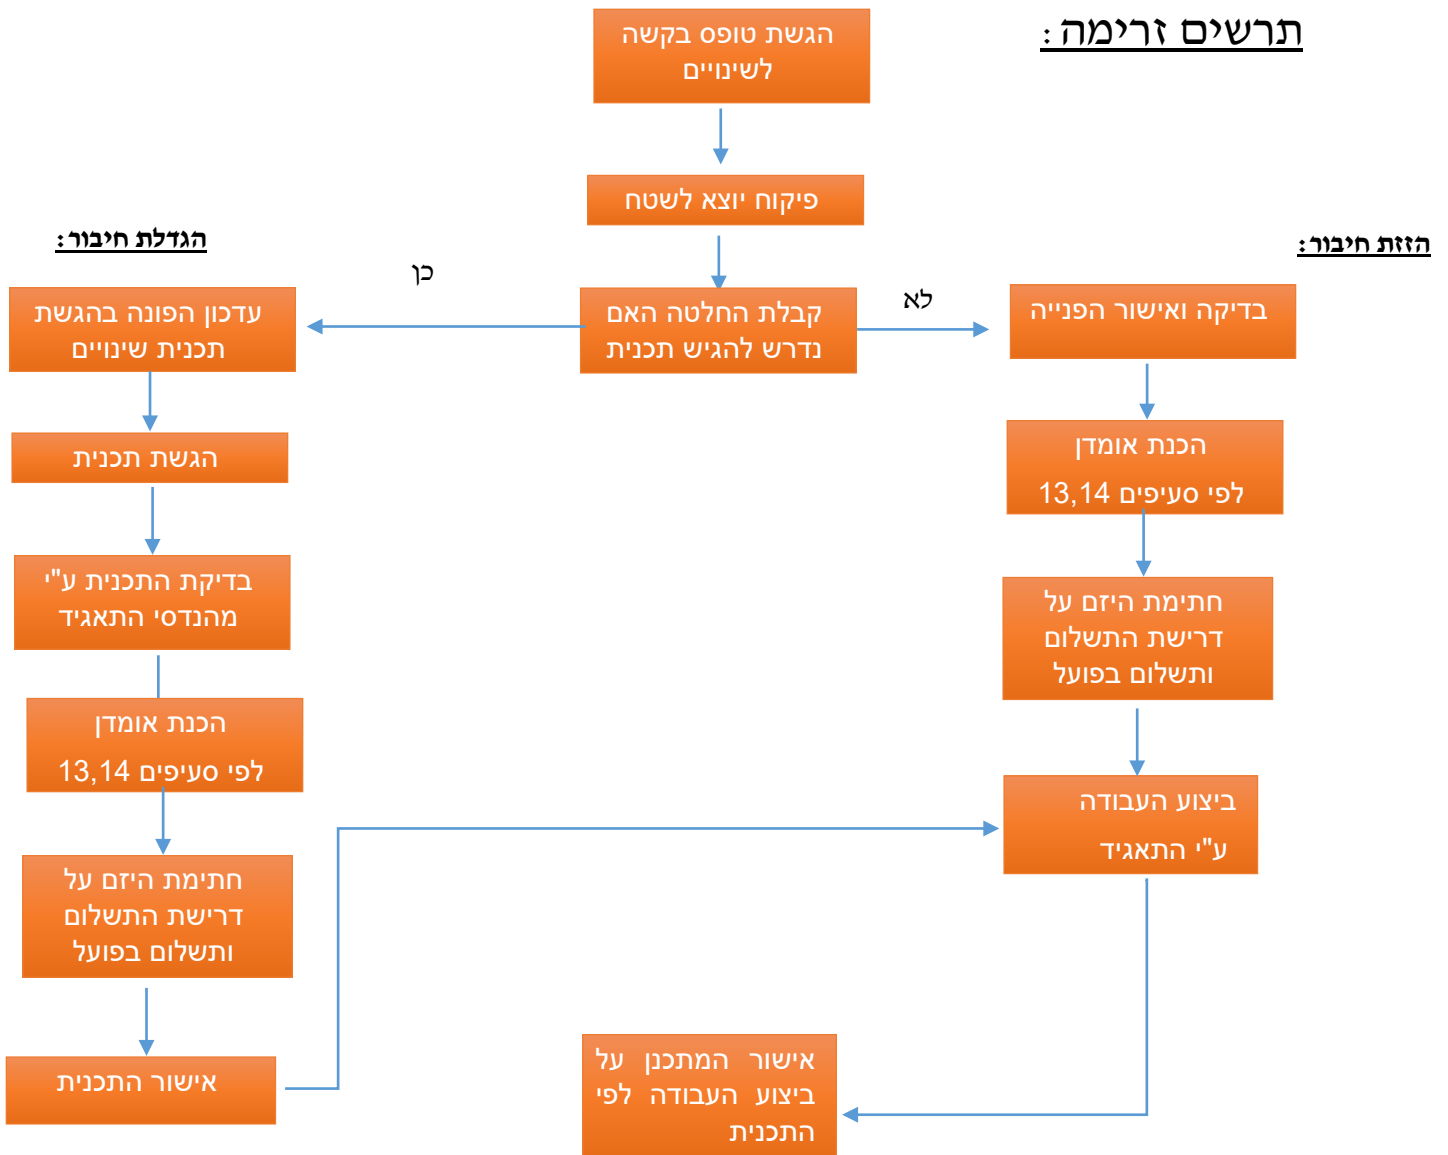 תרשים זרימה:
הגשת טופס בקשה
לשינויים
פיקוח יוצא לשטח
קבלת החלטה האם
נדרש להגיש תכנית
לא
הזזת חיבור:
בדיקה ואישור הפנייה
הכנת אומדן
לפי סעיפים 13,14
חתימת היזם על
דרישת התשלום
ותשלום בפועל
ביצוע העבודה
ע"י התאגיד
כן
הגדלת חיבור:
עדכון הפונה בהגשת
תכנית שינויים
הגשת תכנית
בדיקת התכנית ע"י
מהנדסי התאגיד
הכנת אומדן
לפי סעיפים 13,14
חתימת היזם על
דרישת התשלום
ותשלום בפועל
אישור התכנית
אישור המתכנן על
ביצוע העבודה לפי
התכנית